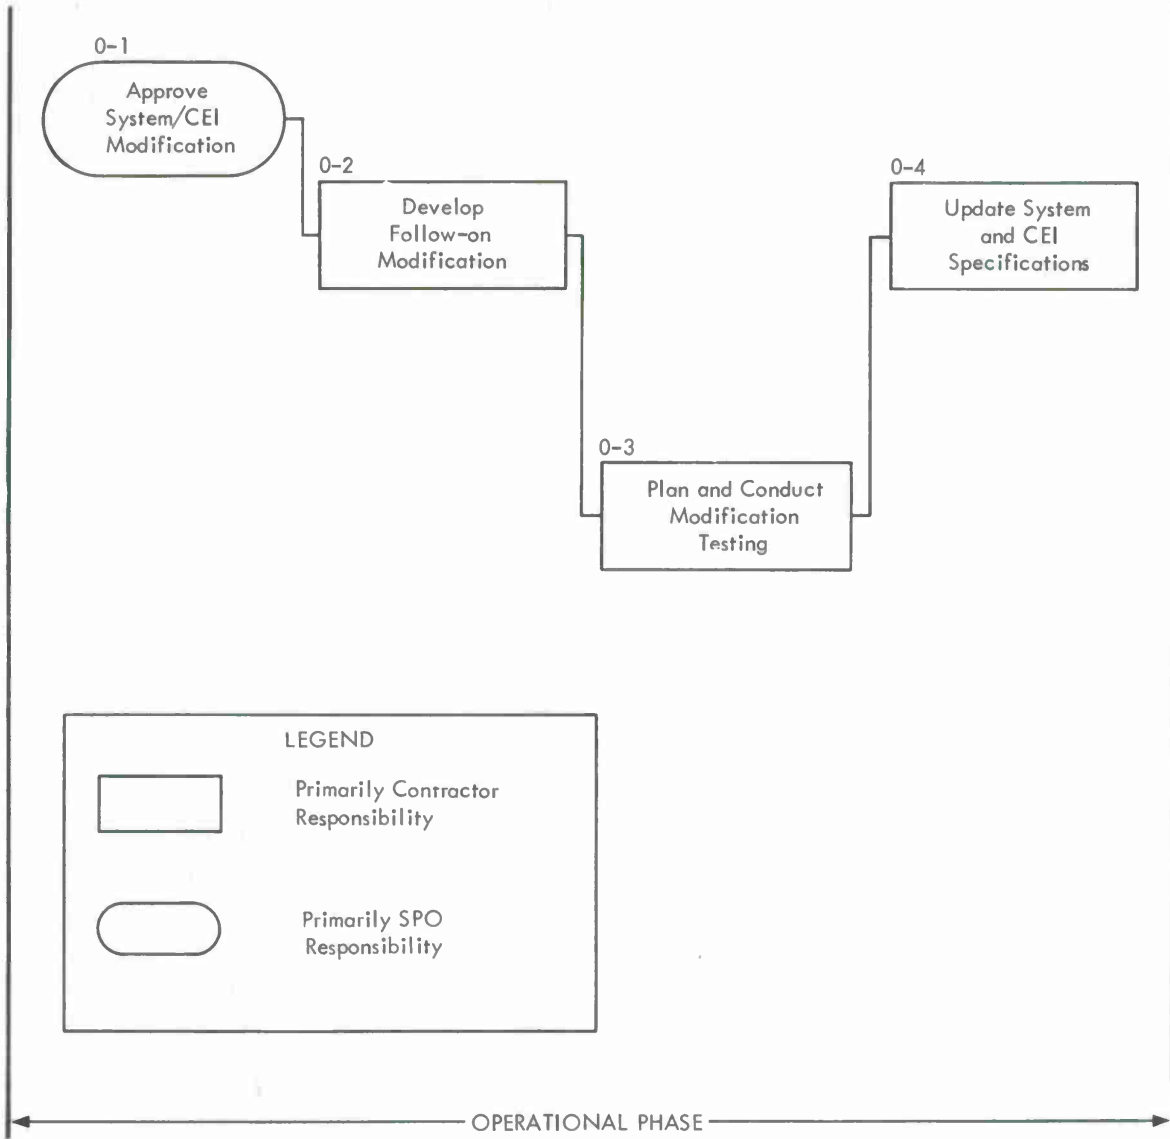 0-1
Approve
System/CEI
Modification
0-2
Develop
Follow-on
Modification
0-3
Plan and Conduct
Modification
Testing
0-4
Update System
and CEI
Specifications
LEGEND
Primarily Contractor
Responsibility
Primarily SPO
Responsibility
OPERATIONAL PHASE